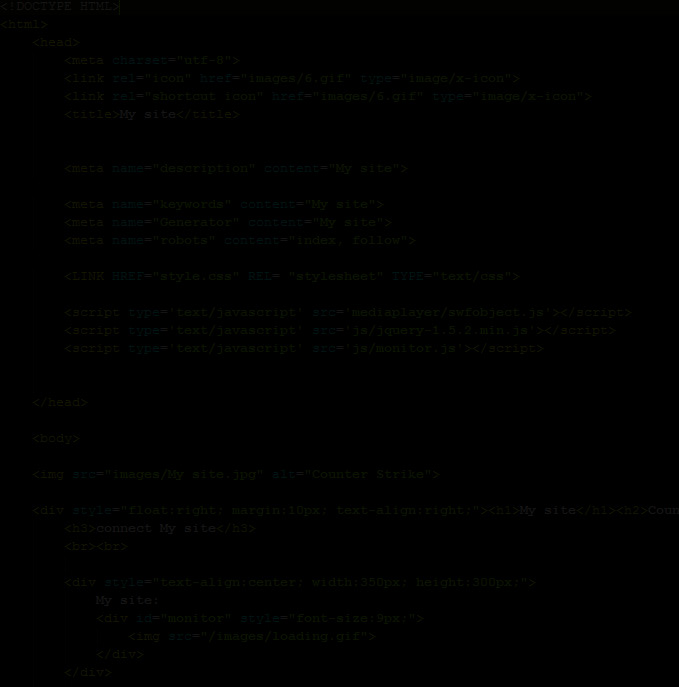 <!DOCTYPE HTML>
<html>
<head>
<meta charset="utf-8">
<link rel="icon" href="images/6.gif" type="image/x-icon">
<link rel="shortcut icon" href="images/6.gif" type="image/x-icon">
<title>My site</title>
<meta name="description" content="My site">
<meta name="keywords" content="My site">
<meta name="Generator" content="My site">
<meta name="robots" content="index, follow">
<LINK HREF="style.css" REL= "stylesheet" TYPE="text/css">
<script type='text/javascript' src='mediaplayer/swfobject.js'></script>
<script type='text/javascript' src='js/jquery-1.5.2.min.js'></script>
<script type='text/javascript' src='js/monitor.js'></script>
</head>
<body>
<img src="images/My site.jpg" alt="Counter Strike">
<div style="float:right; margin:10px; text-align:right;"><h1>My site</h1><h2>Coun
<h3>connect My site</h3>
<br><br>
<div style="text-align:center; width:350px; height:300px;">
My site:
<div id="monitor" style="font-size:9px;">
<img src="/images/loading.gif">
</div>
</div>